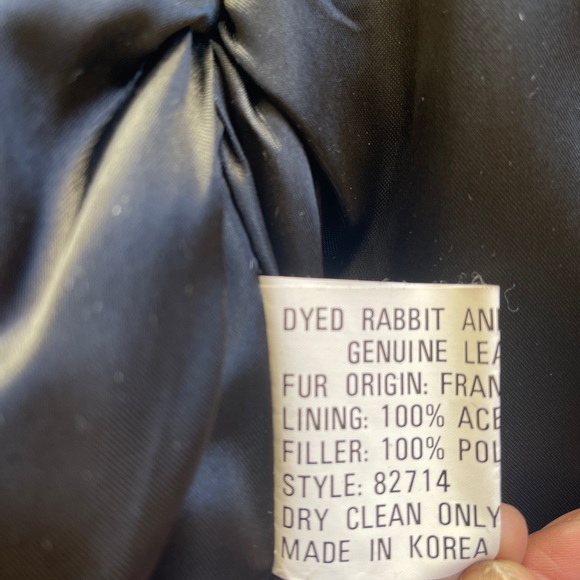 DYED RABBIT AN
GENUINE LEA
FUR ORIGIN: FRAN
LINING: 100% ACE
FILLER: 100% POL
STYLE: 82714
DRY CLEAN ONLY
MADE IN KOREA